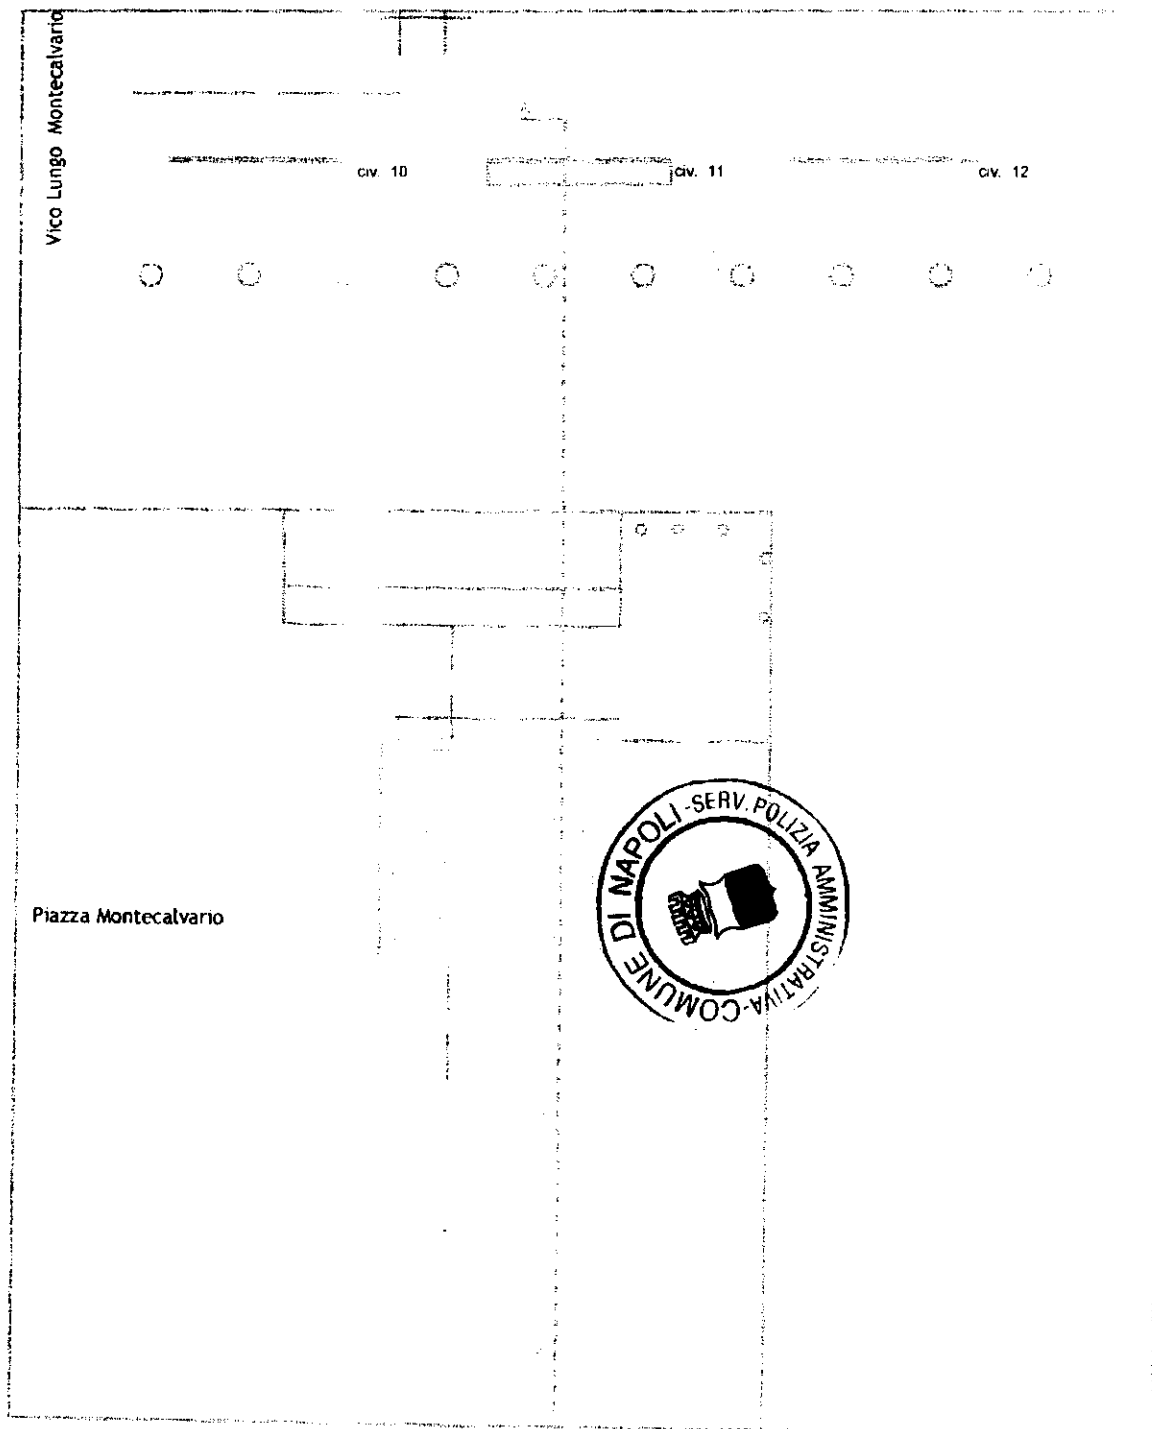 Vico Lungo Montecalvario
A
civ. 10
civ. 11
civ. 12
COMUNE DI NAPOLI-SERV. POLIZIA AMMINISTRATIVA-
Piazza Montecalvario